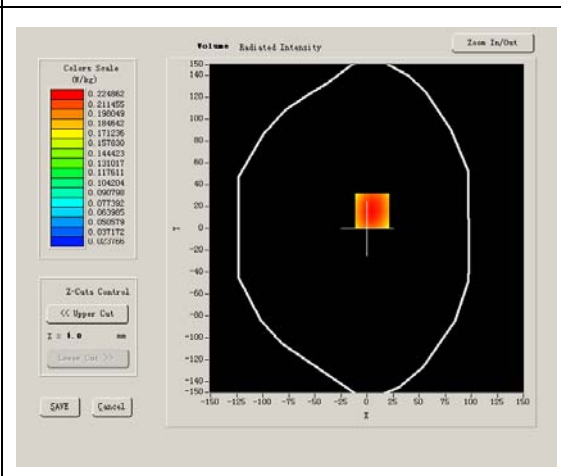 Volume Radiated Intensity
Zoom In/Out
Colors Scale
(W/kg)
0.224862
0.211455
0.198049
0.184642
0.171236
0.157830
0.144423
0.131017
0.117611
0.104204
0.090798
0.077392
0.063985
0.050579
0.037172
0.023766
150
140
120
100
80
60
40
20
0
-20
-40
-60
-80
-100
-120
-140
-150
Y
-150 -125 -100 -75 -50 -25 0 25 50 75 100 125 150
X
Z-Cuts Control
<< Upper Cut
mm
Lower Cut >>
SAVE
Cancel